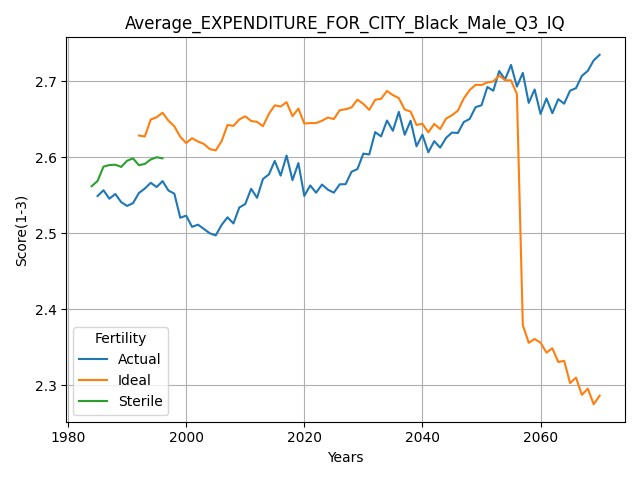 Average_EXPENDITURE_FOR_CITY_Black_Male_Q3_IQ
Score(1-3)
2.7
2.6
2.5
2.4
2.3
Fertility
Actual
Ideal
Sterile
1980 2000 2020 2040 2060
Years